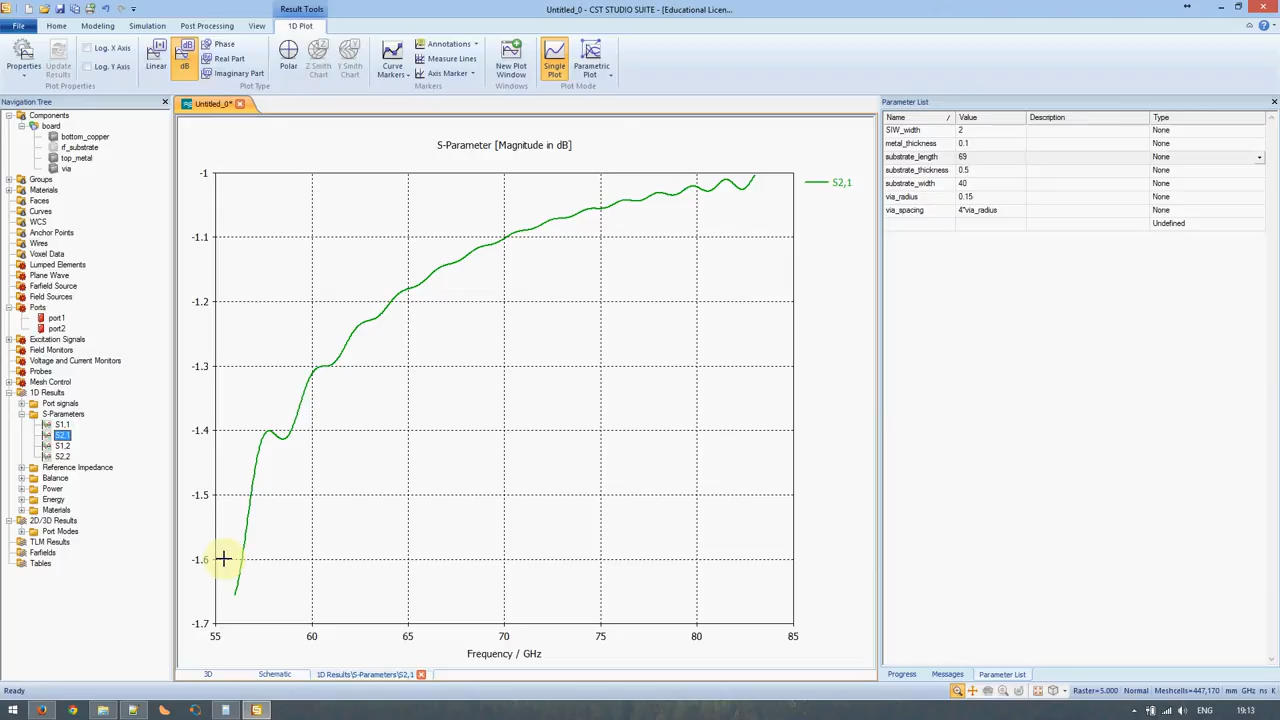 Result Tools
Untitled_0 - CST STUDIO SUITE - [Educational Licen...
File
Home
Modeling
Simulation
Post Processing
View
1D Plot
Properties
Update Results
Log. X Axis
Log. Y Axis
Plot Properties
Linear
dB
Phase
Real Part
Imaginary Part
Plot Type
Polar
Z Smith Chart
Y Smith Chart
Curve Markers
Annotations
Measure Lines
Axis Marker
Markers
New Plot Window
Windows
Single Plot
Parametric Plot
Plot Mode
Navigation Tree
Components
board
bottom_copper
rf_substrate
top_metal
via
Groups
Materials
Faces
Curves
WCS
Anchor Points
Wires
Voxel Data
Lumped Elements
Plane Wave
Farfield Source
Field Sources
Ports
port1
port2
Excitation Signals
Field Monitors
Voltage and Current Monitors
Probes
Mesh Control
1D Results
Port signals
S-Parameters
S1,1
S2,1
S1,2
S2,2
Reference Impedance
Balance
Power
Energy
Materials
2D/3D Results
Port Modes
TLM Results
Farfields
Tables
Untitled_0*
S-Parameter [Magnitude in dB]
S2,1
-1
-1.1
-1.2
-1.3
-1.4
-1.5
-1.6
-1.7
55
60
65
70
75
80
85
Frequency / GHz
3D
Schematic
1D Results\S-Parameters\S2,1
Parameter List
Name
Value
Description
Type
SIW_width
2
None
metal_thickness
0.1
None
substrate_length
69
None
substrate_thickness
0.5
None
substrate_width
40
None
via_radius
0.15
None
via_spacing
4*via_radius
None
Undefined
Progress
Messages
Parameter List
Ready
Raster=5.000
Normal
Meshcells=447,170
mm GHz ns K
ENG
19:13